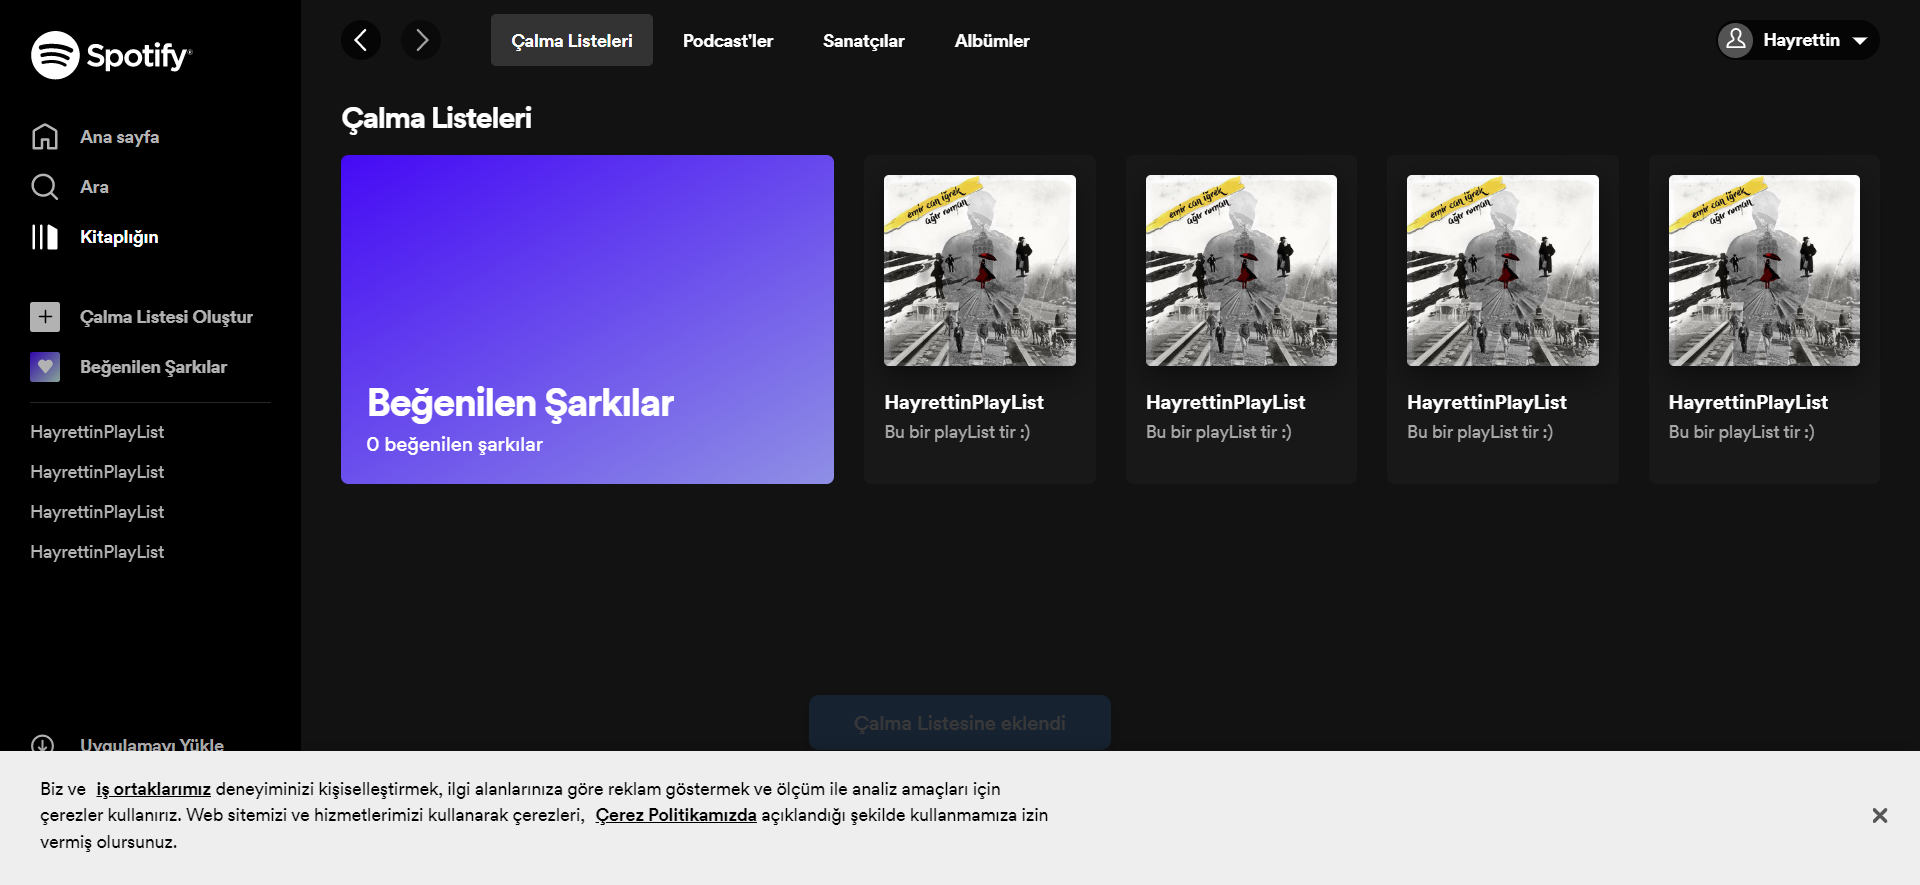 Spotify®
Ana sayfa
Ara
Kitaplığın
Çalma Listesi Oluştur
Beğenilen Şarkılar
HayrettinPlayList
HayrettinPlayList
HayrettinPlayList
HayrettinPlayList
Uygulamayı Yükle
Çalma Listeleri
Podcast'ler
Sanatçılar
Albümler
Hayrettin
Çalma Listeleri
Beğenilen Şarkılar
0 beğenilen şarkılar
emir can iğrek
ağır roman
HayrettinPlayList
Bu bir playList tir :)
emir can iğrek
ağır roman
HayrettinPlayList
Bu bir playList tir :)
emir can iğrek
ağır roman
HayrettinPlayList
Bu bir playList tir :)
emir can iğrek
ağır roman
HayrettinPlayList
Bu bir playList tir :)
Çalma Listesine eklendi
Biz ve iş ortaklarımız deneyiminizi kişiselleştirmek, ilgi alanlarınıza göre reklam göstermek ve ölçüm ile analiz amaçları için
çerezler kullanırız. Web sitemizi ve hizmetlerimizi kullanarak çerezleri, Çerez Politikamızda açıklandığı şekilde kullanmamıza izin
vermiş olursunuz.